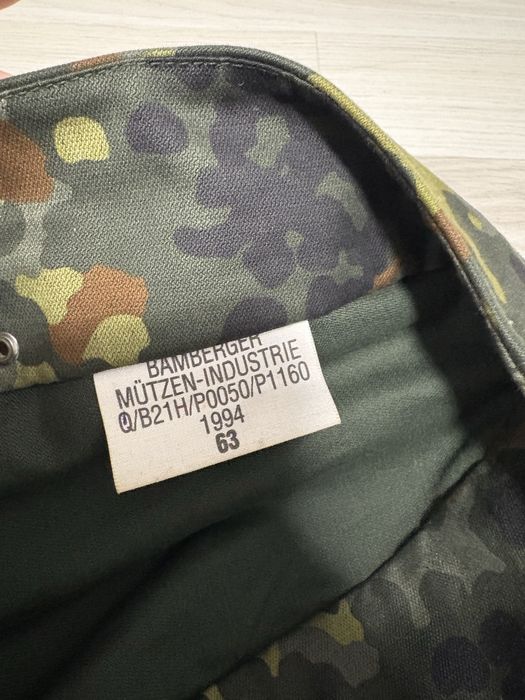 BAMBERGER
MÜTZEN-INDUSTRIE
Q/B21H/P0050/P1160
1994
63